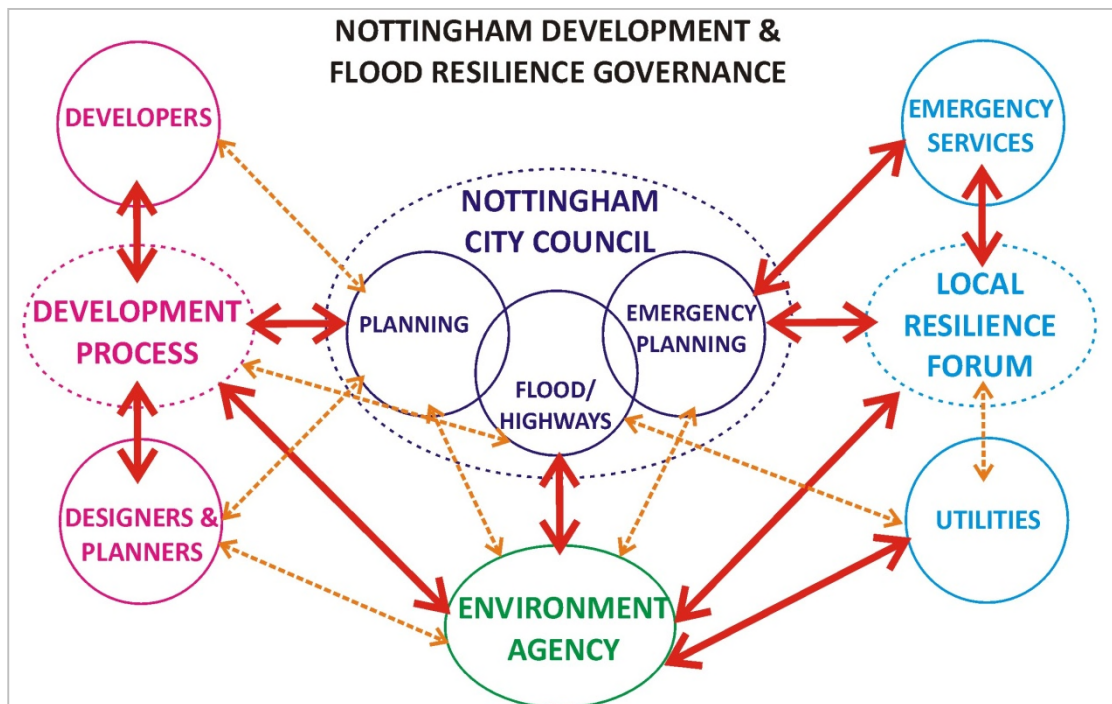 NOTTINGHAM DEVELOPMENT &
FLOOD RESILIENCE GOVERNANCE
DEVELOPERS
EMERGENCY
SERVICES
NOTTINGHAM
CITY COUNCIL
DEVELOPMENT
PROCESS
PLANNING
FLOOD/
HIGHWAYS
EMERGENCY
PLANNING
LOCAL
RESILIENCE
FORUM
DESIGNERS &
PLANNERS
UTILITIES
ENVIRONMENT
AGENCY